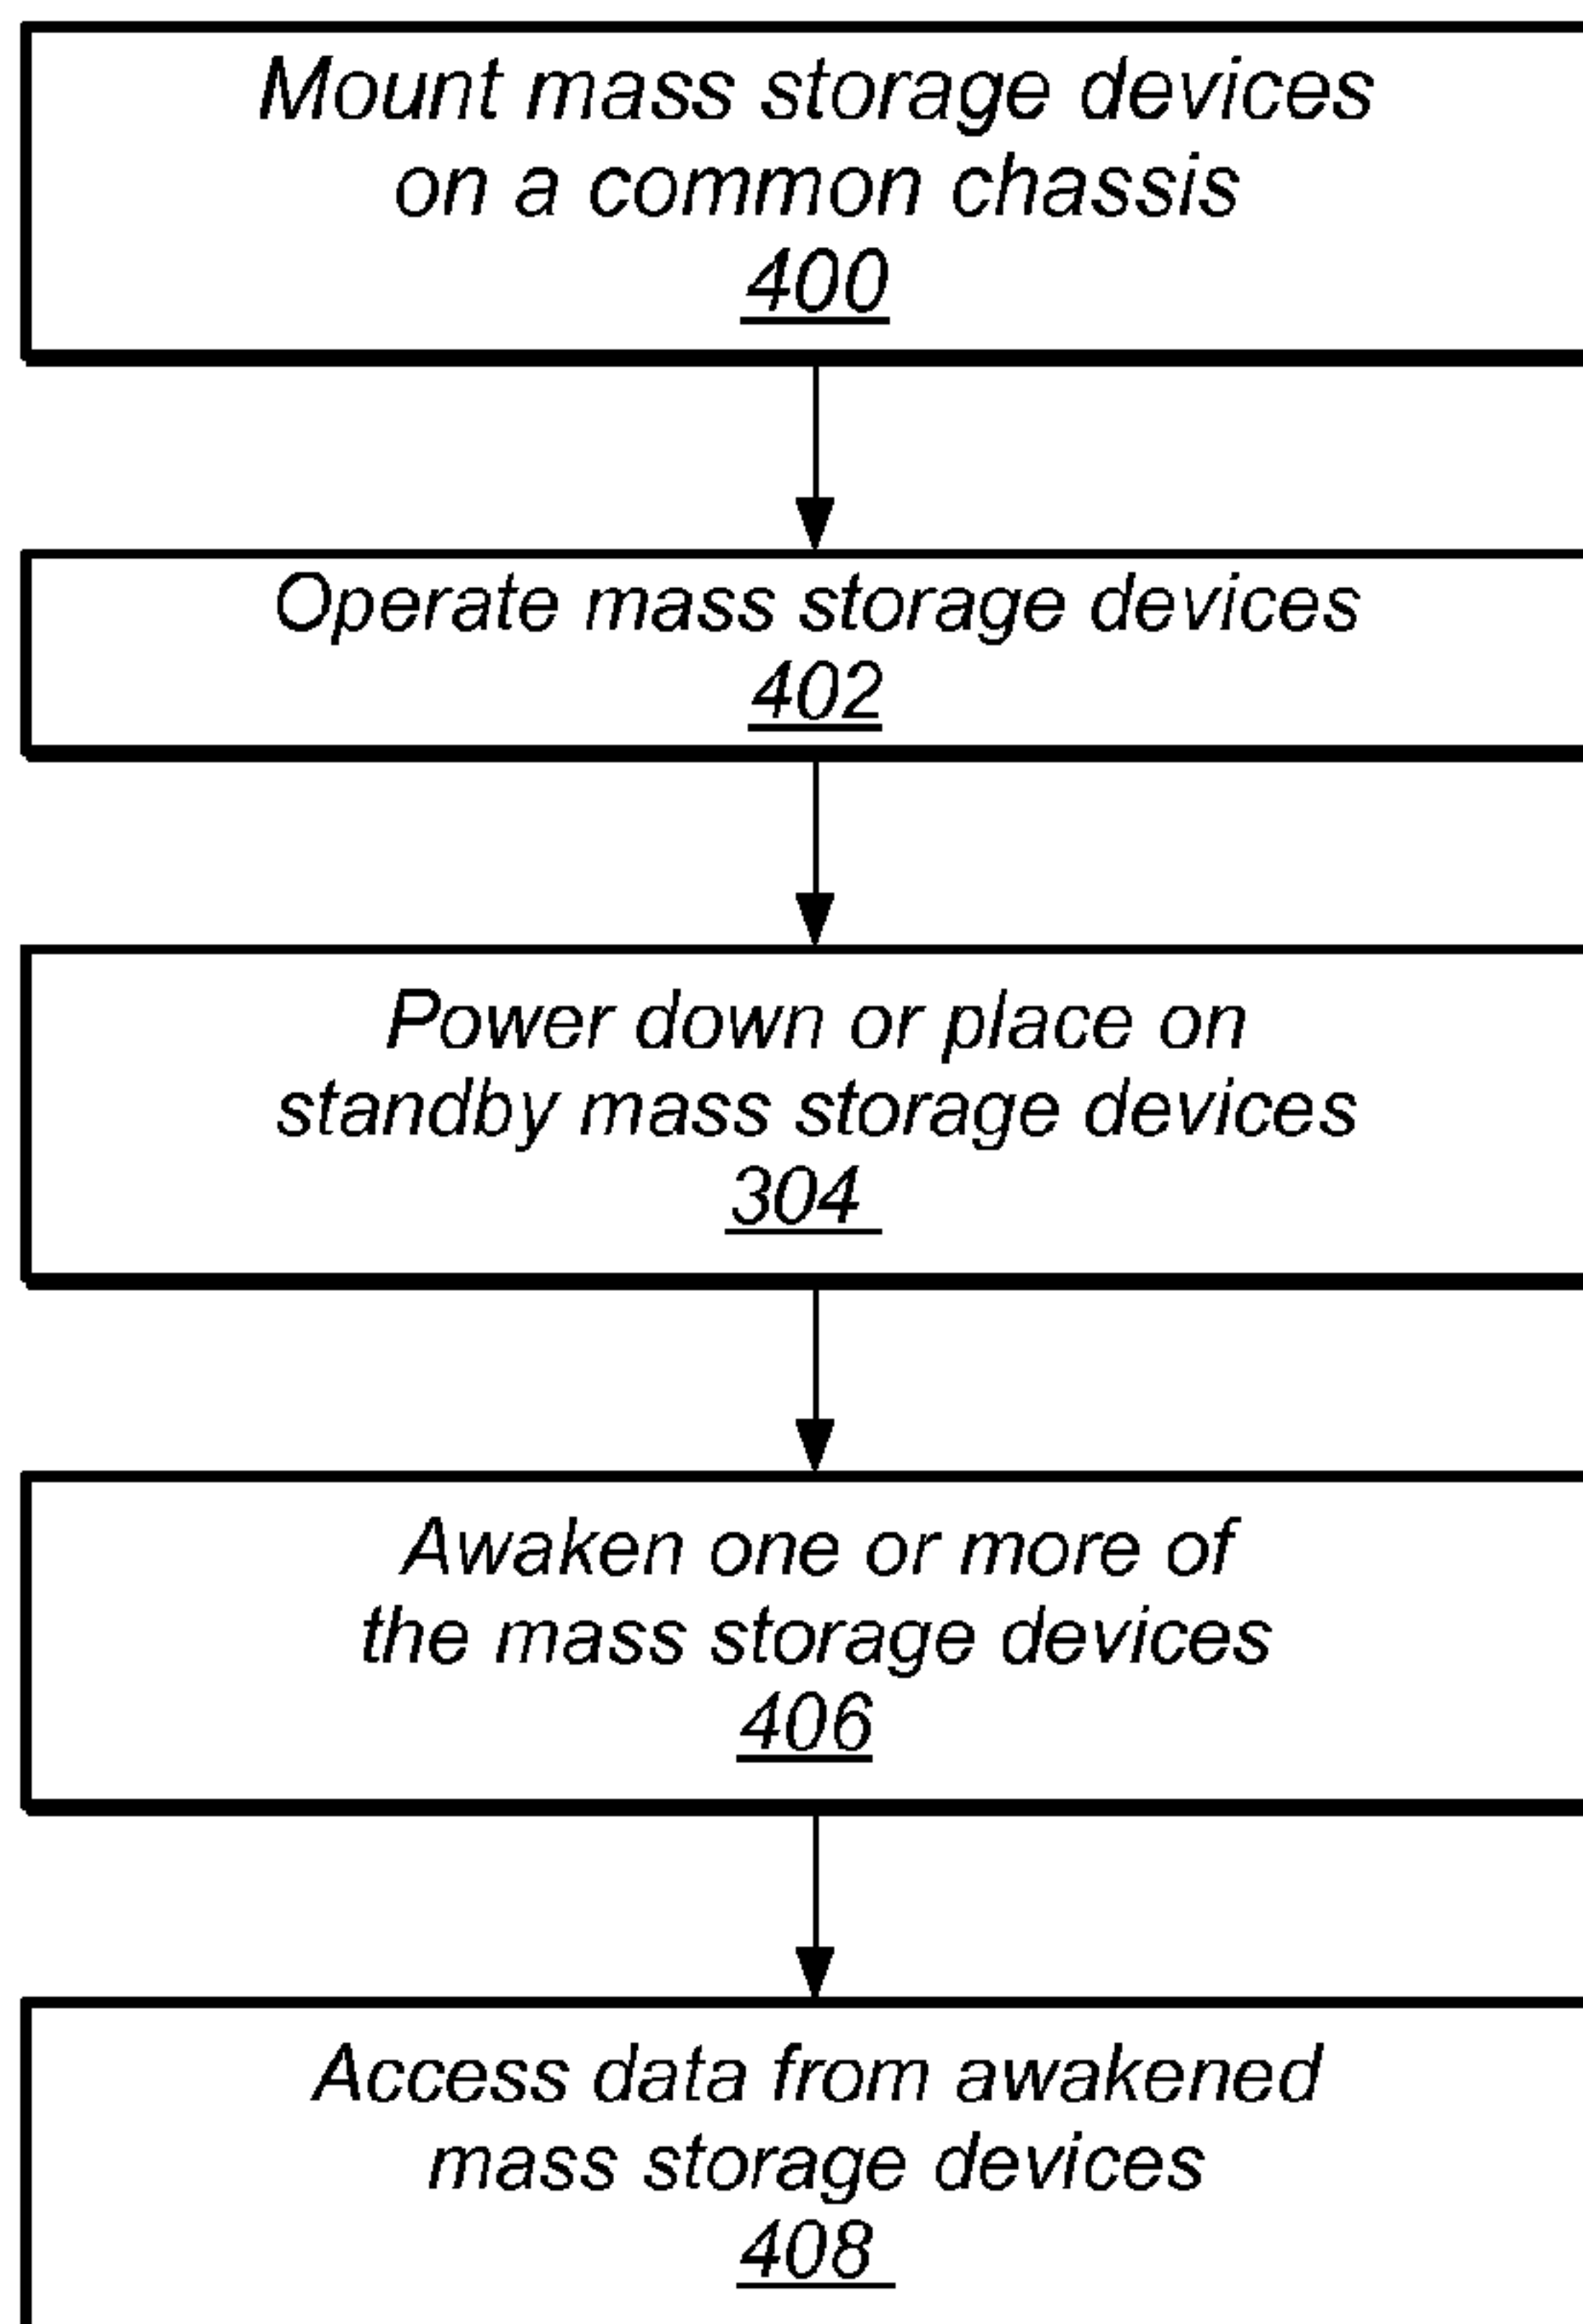 Mount mass storage devices
on a common chassis
400
Operate mass storage devices
402
Power down or place on
standby mass storage devices
304
Awaken one or more of
the mass storage devices
406
Access data from awakened
mass storage devices
408